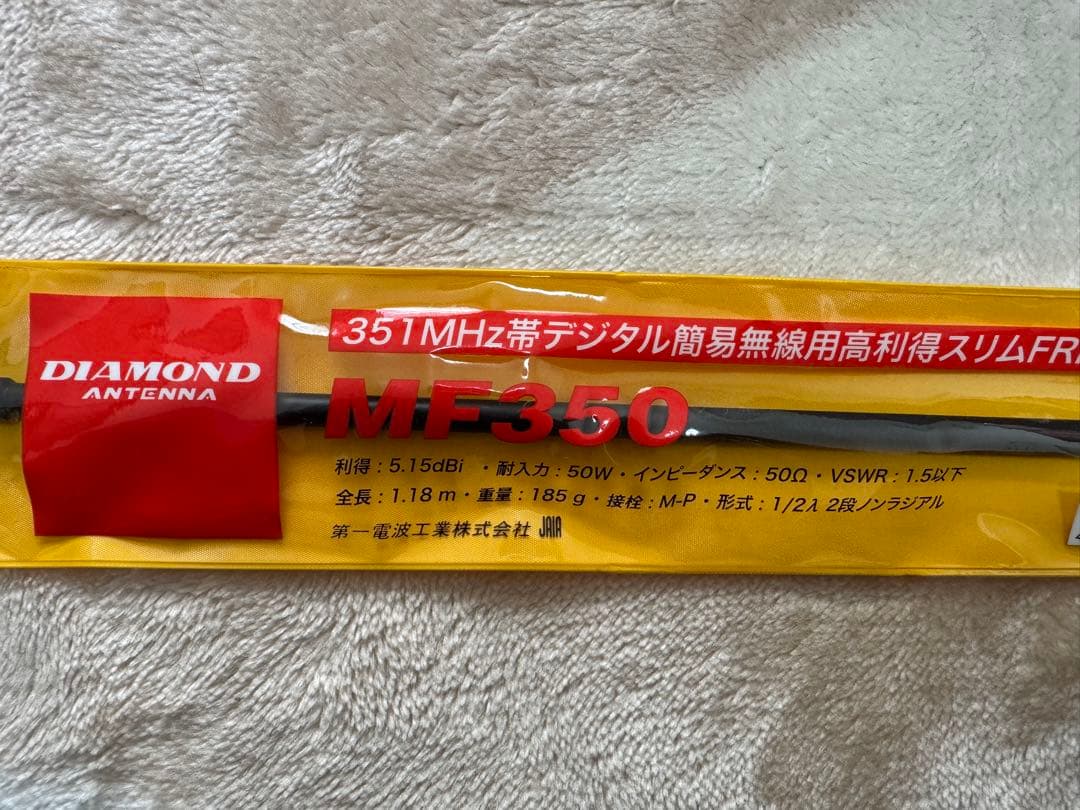 DIAMOND
ANTENNA
351MHz帯デジタル簡易無線用高利得スリムFR
MF350
利得：5.15dBi ・耐入力：50W・インピーダンス：50Ω・VSWR：1.5以下
全長：1.18m・重量：185g・接栓：M-P・形式：1/2λ 2段ノンラジアル
第一電波工業株式会社 JAIA